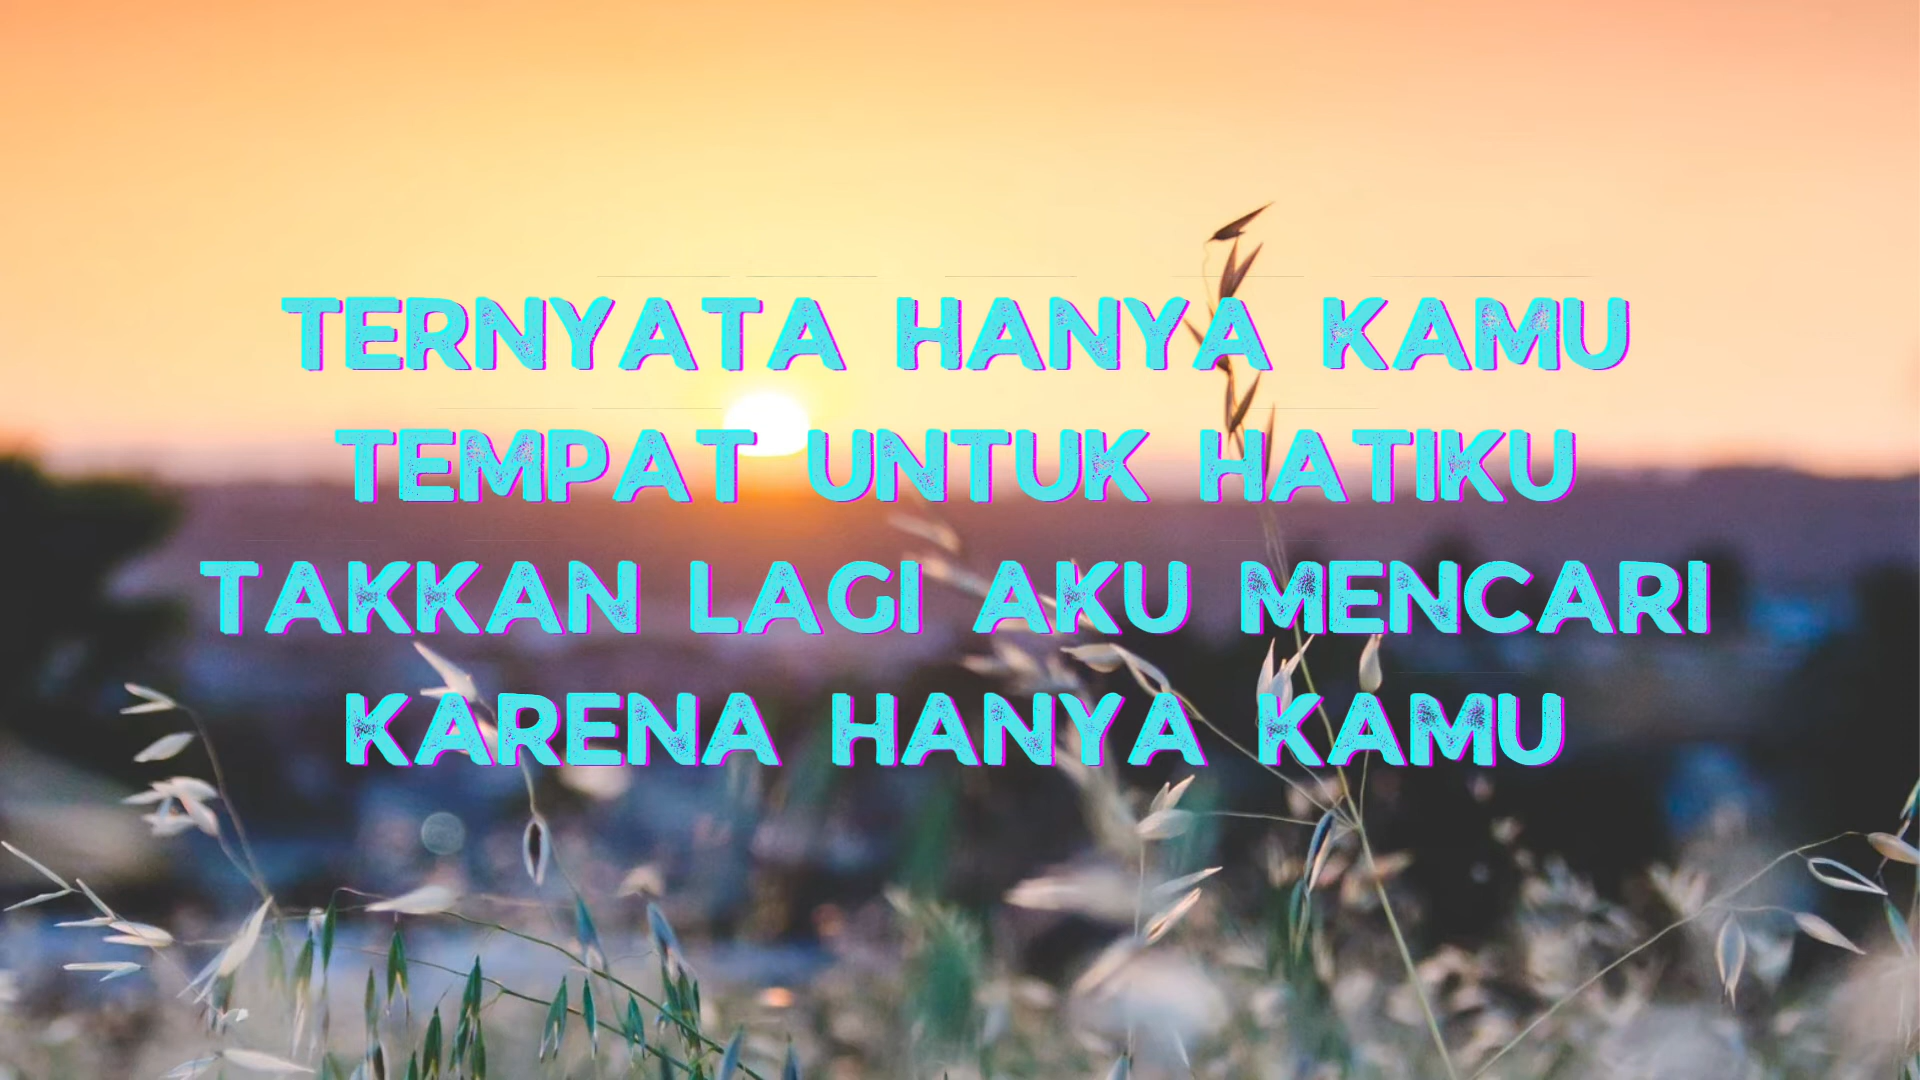 TERNYATA HANYA KAMU
TEMPAT UNTUK HATIKU
TAKKAN LAGI AKU MENCARI
KARENA HANYA KAMU